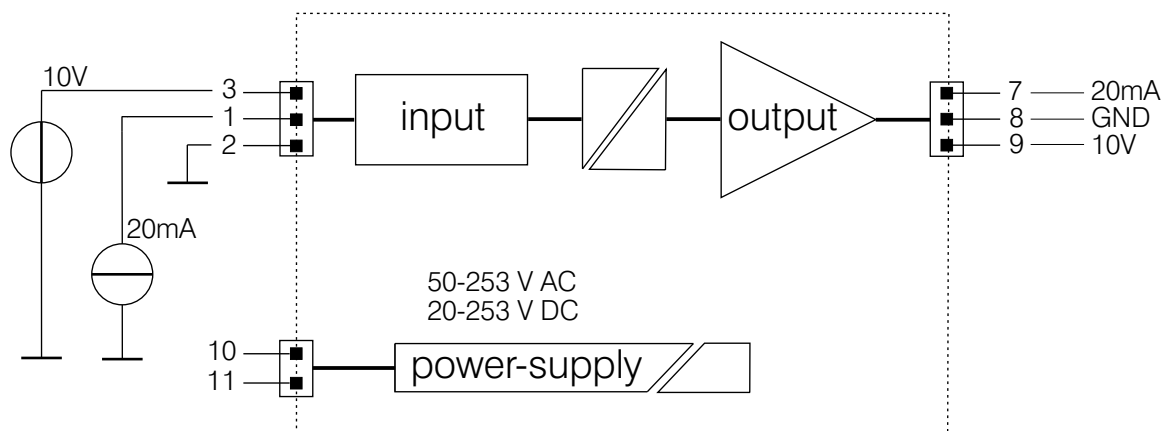 10V
3
1
2
20mA
input
output
7 20mA
8 GND
9 10V
50-253 V AC
20-253 V DC
10
11
power-supply